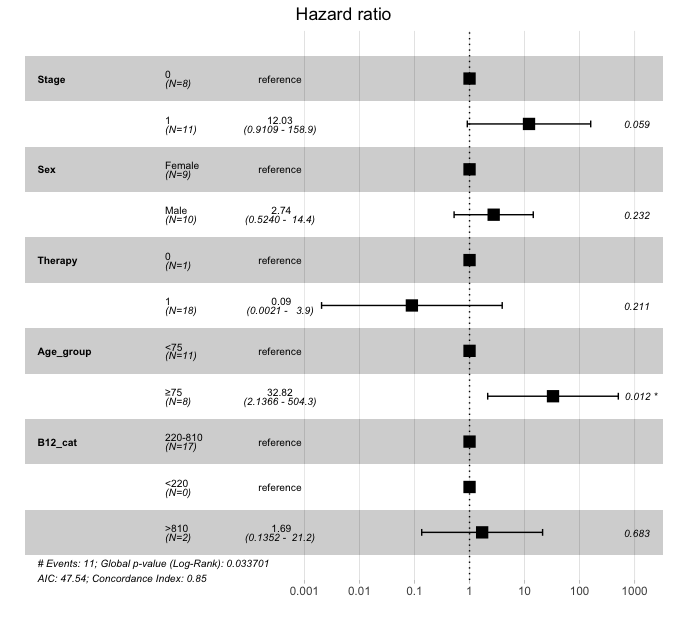 Hazard ratio
Stage 0 reference
(N=8)
1 12.03
(N=11) (0.9109 - 158.9) 0.059
Sex Female reference
(N=9)
Male 2.74
(N=10) (0.5240 - 14.4) 0.232
Therapy 0 reference
(N=1)
1 0.09
(N=18) (0.0021 - 3.9) 0.211
Age_group <75 reference
(N=11)
≥75 32.82
(N=8) (2.1366 - 504.3) 0.012 *
B12_cat 220-810 reference
(N=17)
<220 reference
(N=0)
>810 1.69
(N=2) (0.1352 - 21.2) 0.683
# Events: 11; Global p-value (Log-Rank): 0.033701
AIC: 47.54; Concordance Index: 0.85
0.001 0.01 0.1 1 10 100 1000